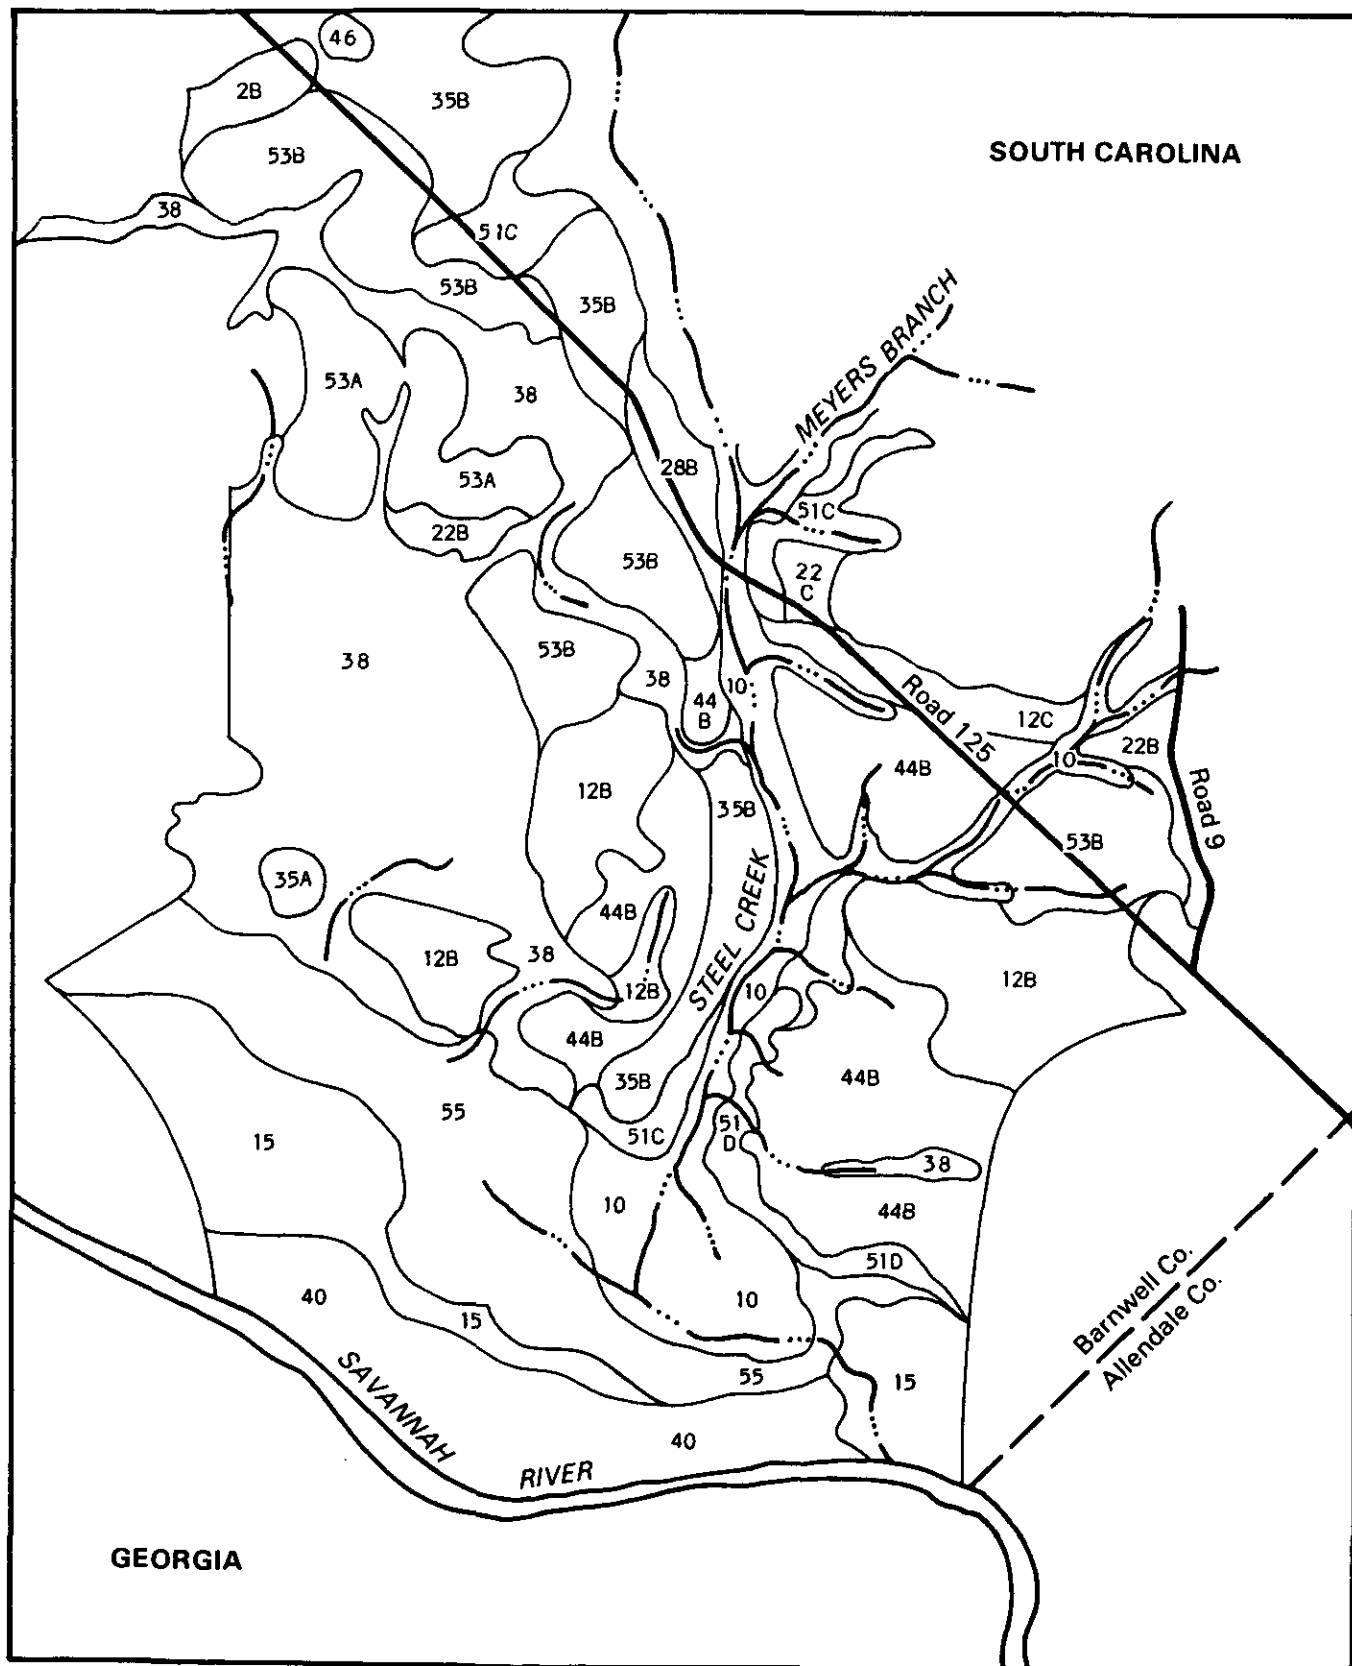 46
2B
35B
SOUTH CAROLINA
53B
38
51C
53B
35B
MEYERS BRANCH
53A
38
28B
53A
51C
22B
53B
22
C
38
53B
38
44
B
10
Road 125
12C
22B
10
44B
Road 9
12B
35B
53B
35A
44B
STEEL CREEK
12B
38
12B
10
12B
44B
35B
44B
55
15
51C
51
D
38
10
44B
51D
40
15
10
Barnwell Co.
Allendale Co.
55
15
SAVANNAH
40
RIVER
GEORGIA